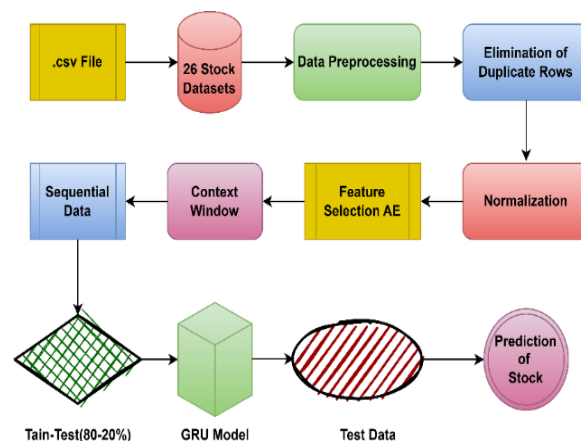 .csv File
26 Stock
Datasets
Data Preprocessing
Elimination of
Duplicate Rows
Sequential
Data
Context
Window
Feature
Selection AE
Normalization
Prediction
of
Stock
Tain-Test(80-20%)
GRU Model
Test Data